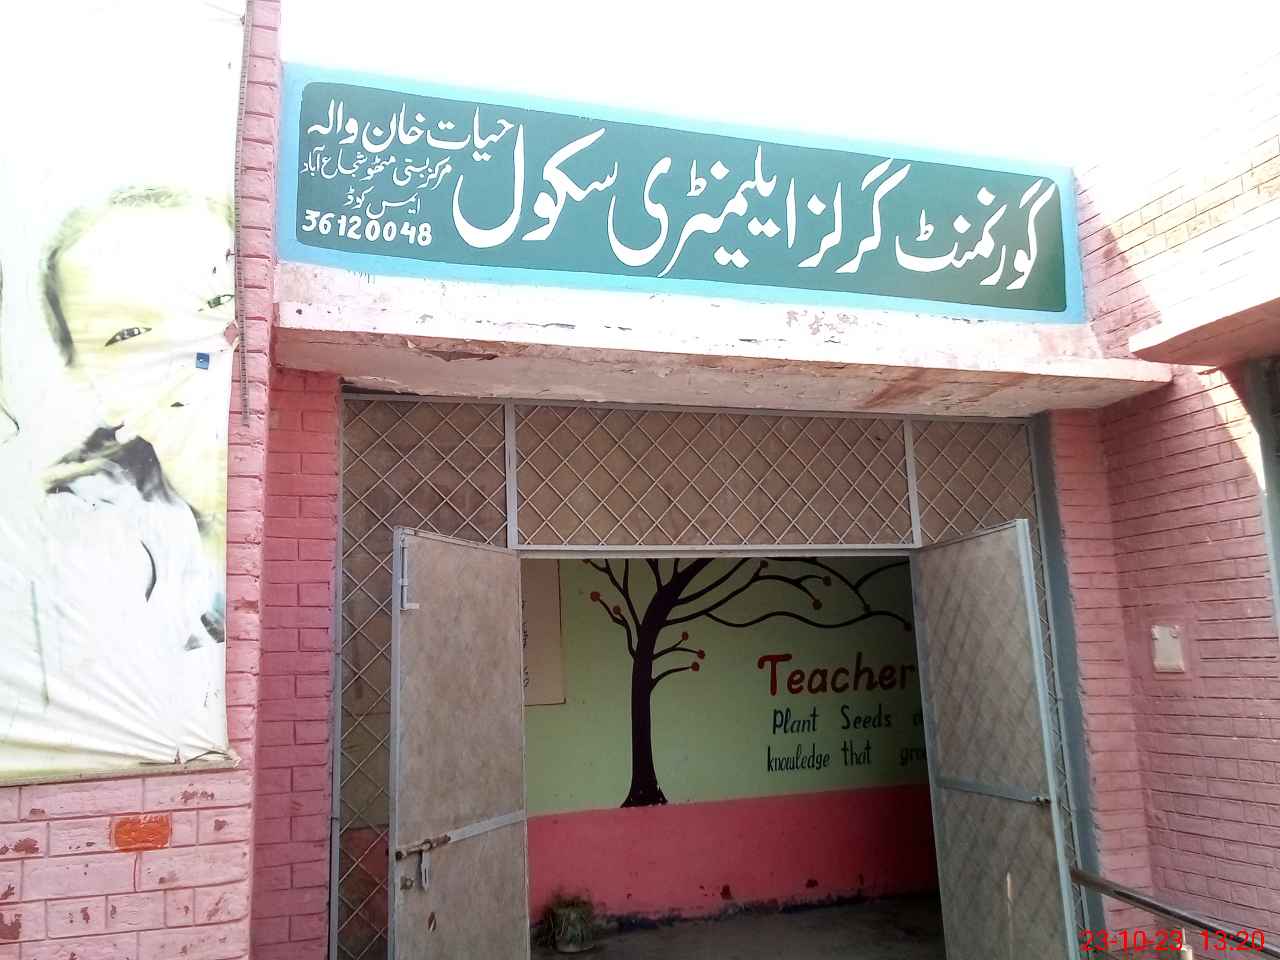 گورنمنٹ گرلز ایلیمنٹری سکول حیات خان والہ
مرکز بستی مٹھو شجاع آباد
ایمس کوڈ
36120048
Teacher
Plant Seeds
knowledge that
23-10-23 13:20